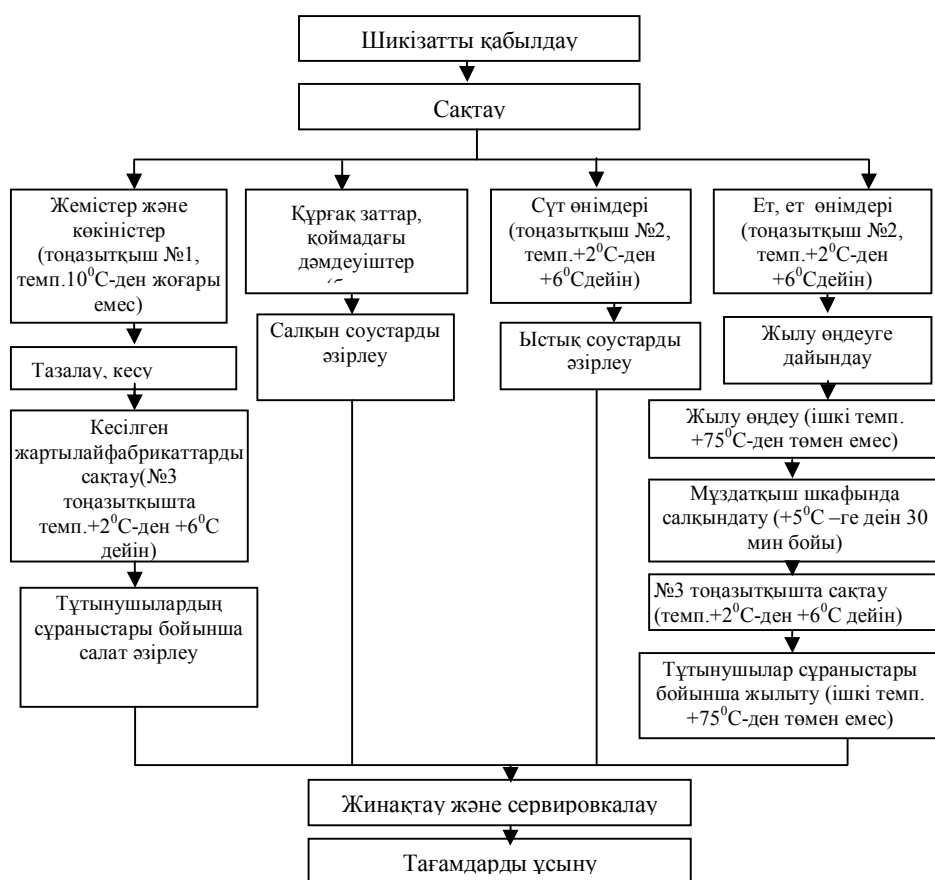 Шикізатты қабылдау
Сақтау
Жемістер және
көкіністер
(тоңазытқыш №1,
темп.10⁰С-ден жоғары
емес)
Тазалау, кесу
Кесілген
жартылайфабрикаттарды
сақтау(№3
тоңазытқышта
темп.+2⁰С-ден +6⁰С
дейін)
Тұтынушылардың
сұраныстары бойынша
салат әзірлеу
Құрғақ заттар,
қоймадағы
дәмдеуіштер
Салқын соустарды
әзірлеу
Сүт өнімдері
(тоңазытқыш №2,
темп.+2⁰С-ден
+6⁰Сдейін)
Ыстық соустарды
әзірлеу
Ет, ет өнімдері
(тоңазытқыш №2,
темп.+2⁰С-ден
+6⁰Сдейін)
Жылу өңдеуге
дайындау
Жылу өңдеу (ішкі темп.
+75⁰С-ден төмен емес)
Мұздатқыш шкафында
салқындату (+5⁰С –ге деін 30
мин бойы)
№3 тоңазытқышта сақтау
(темп.+2⁰С-ден +6⁰С дейін)
Тұтынушылар сұраныстары
бойынша жылыту (ішкі темп.
+75⁰С-ден төмен емес)
Жинақтау және сервировкалау
Тағамдарды ұсыну